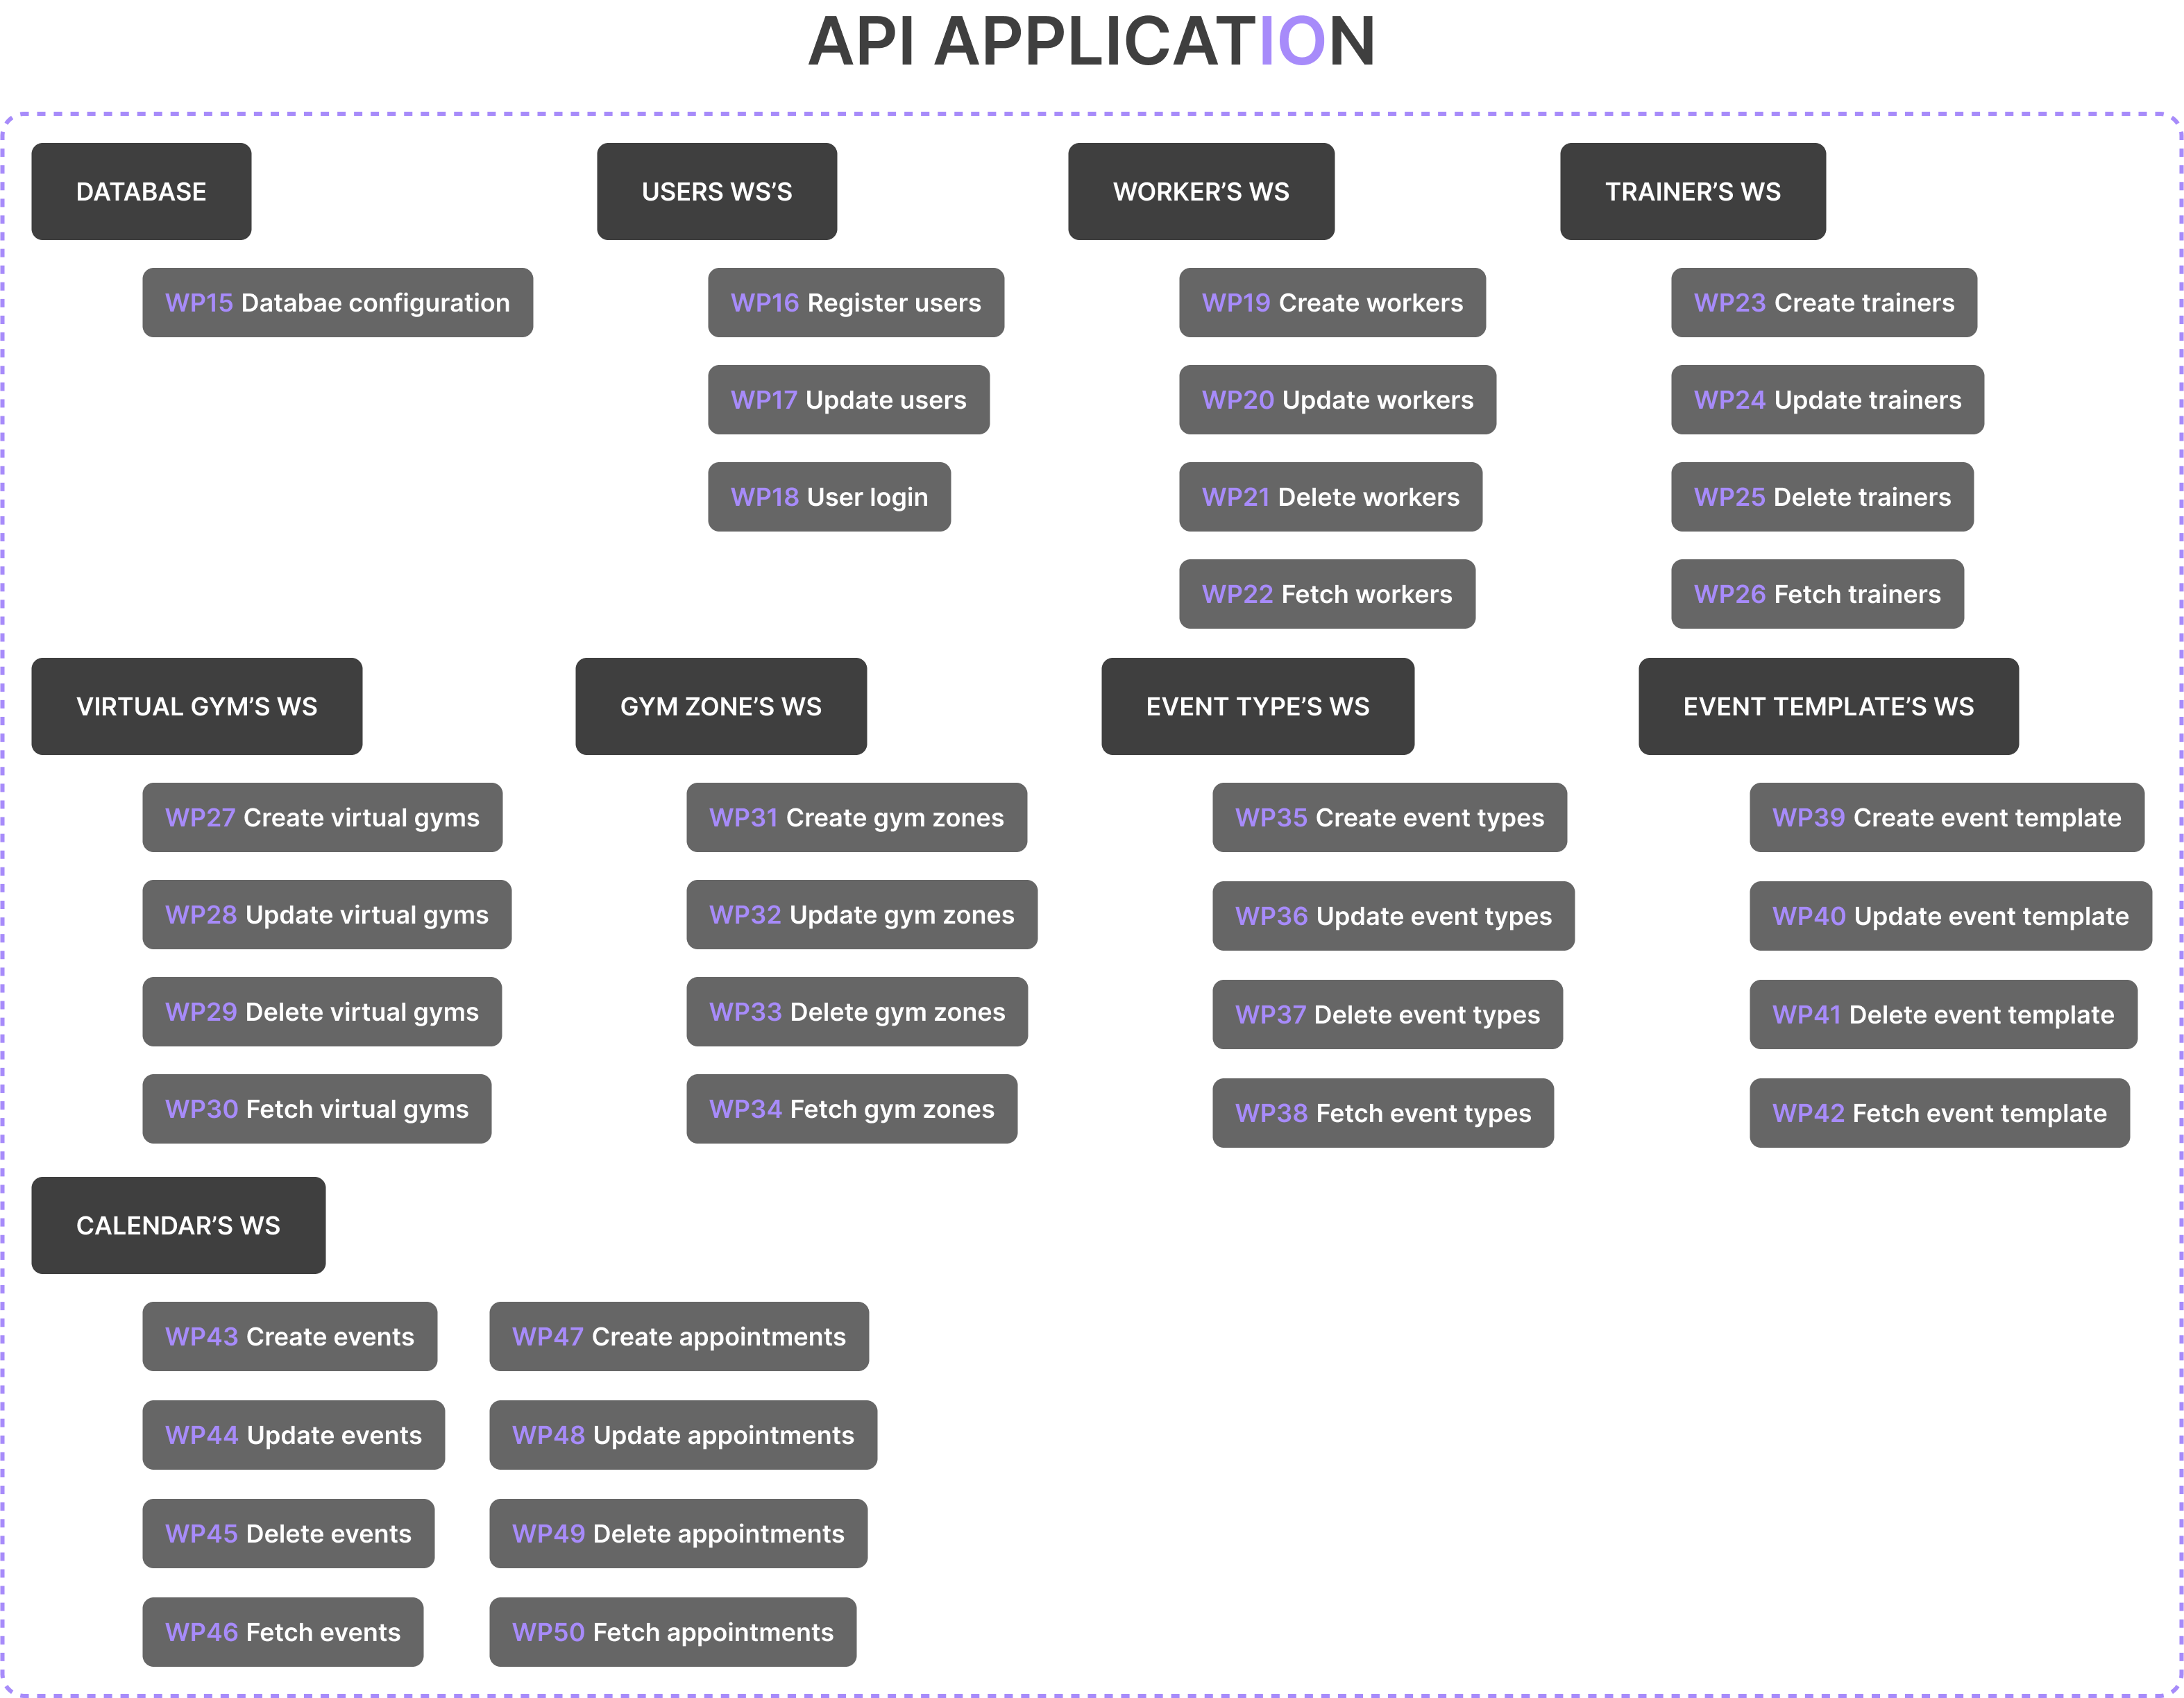 API APPLICATION
DATABASE
WP15 Databae configuration
USERS WS’S
WP16 Register users
WP17 Update users
WP18 User login
WORKER’S WS
WP19 Create workers
WP20 Update workers
WP21 Delete workers
WP22 Fetch workers
TRAINER’S WS
WP23 Create trainers
WP24 Update trainers
WP25 Delete trainers
WP26 Fetch trainers
VIRTUAL GYM’S WS
WP27 Create virtual gyms
WP28 Update virtual gyms
WP29 Delete virtual gyms
WP30 Fetch virtual gyms
GYM ZONE’S WS
WP31 Create gym zones
WP32 Update gym zones
WP33 Delete gym zones
WP34 Fetch gym zones
EVENT TYPE’S WS
WP35 Create event types
WP36 Update event types
WP37 Delete event types
WP38 Fetch event types
EVENT TEMPLATE’S WS
WP39 Create event template
WP40 Update event template
WP41 Delete event template
WP42 Fetch event template
CALENDAR’S WS
WP43 Create events
WP44 Update events
WP45 Delete events
WP46 Fetch events
WP47 Create appointments
WP48 Update appointments
WP49 Delete appointments
WP50 Fetch appointments